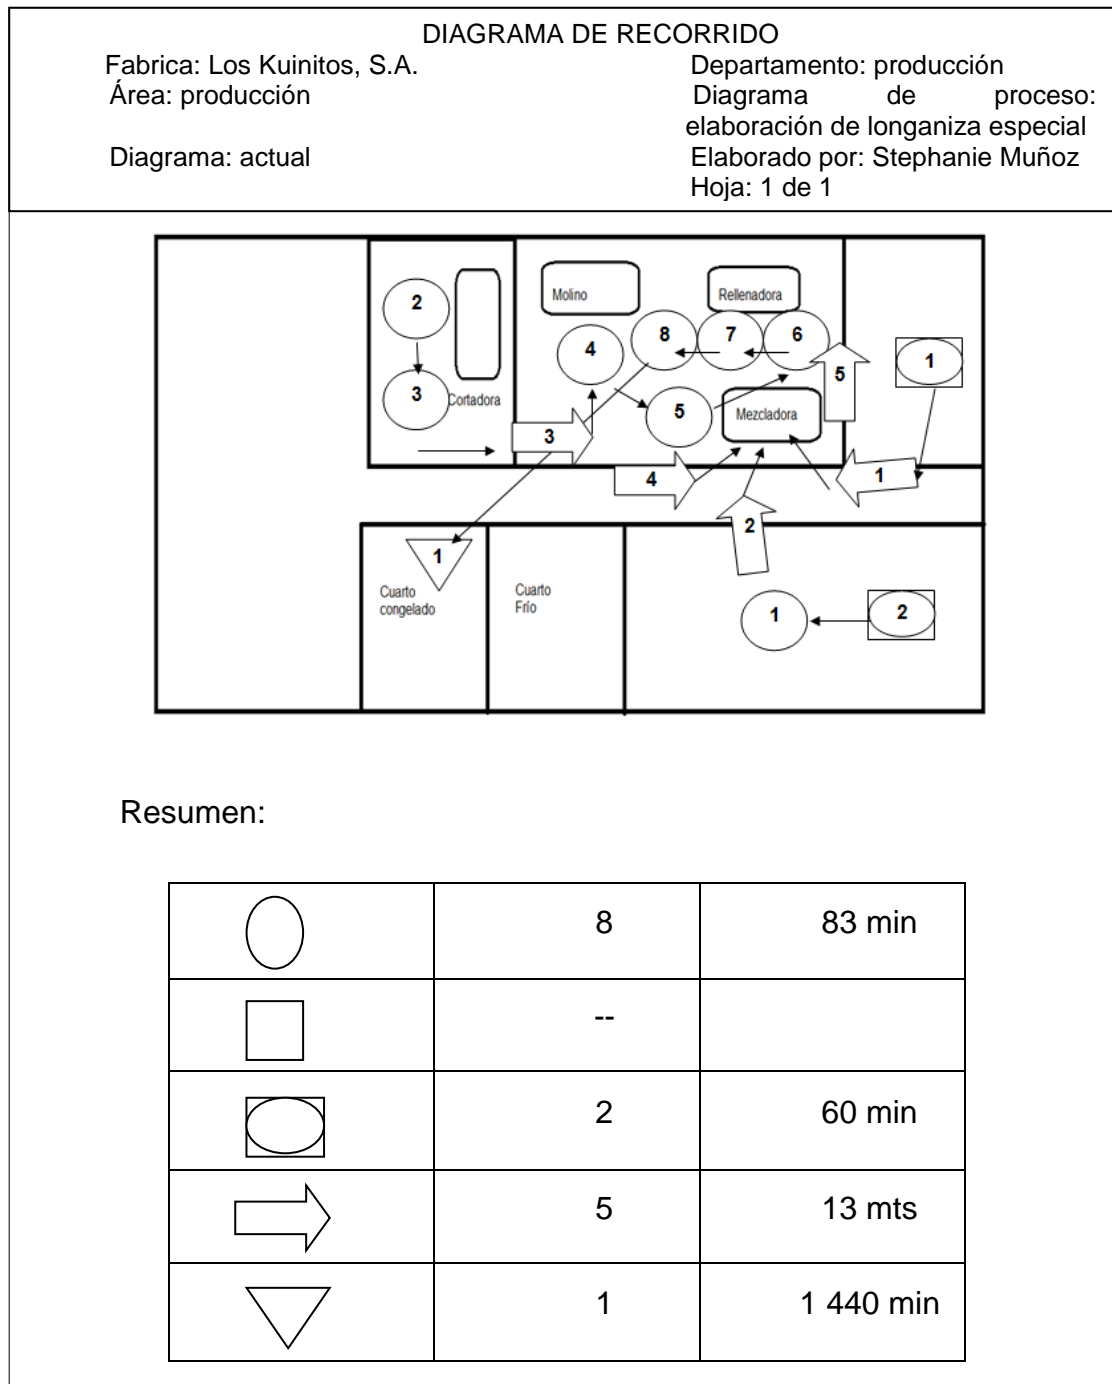 DIAGRAMA DE RECORRIDO
Fabrica: Los Kuinitos, S.A. Departamento: producción
Área: producción Diagrama de proceso:
elaboración de longaniza especial
Diagrama: actual Elaborado por: Stephanie Muñoz
Hoja: 1 de 1
Molino
Rellenadora
2
8
7
6
4
1
5
3
Cortadora
5
Mezcladora
3
4
1
2
1
Cuarto
congelado
Cuarto
Frío
1
2
Resumen:
8 83 min
--
2 60 min
5 13 mts
1 1 440 min